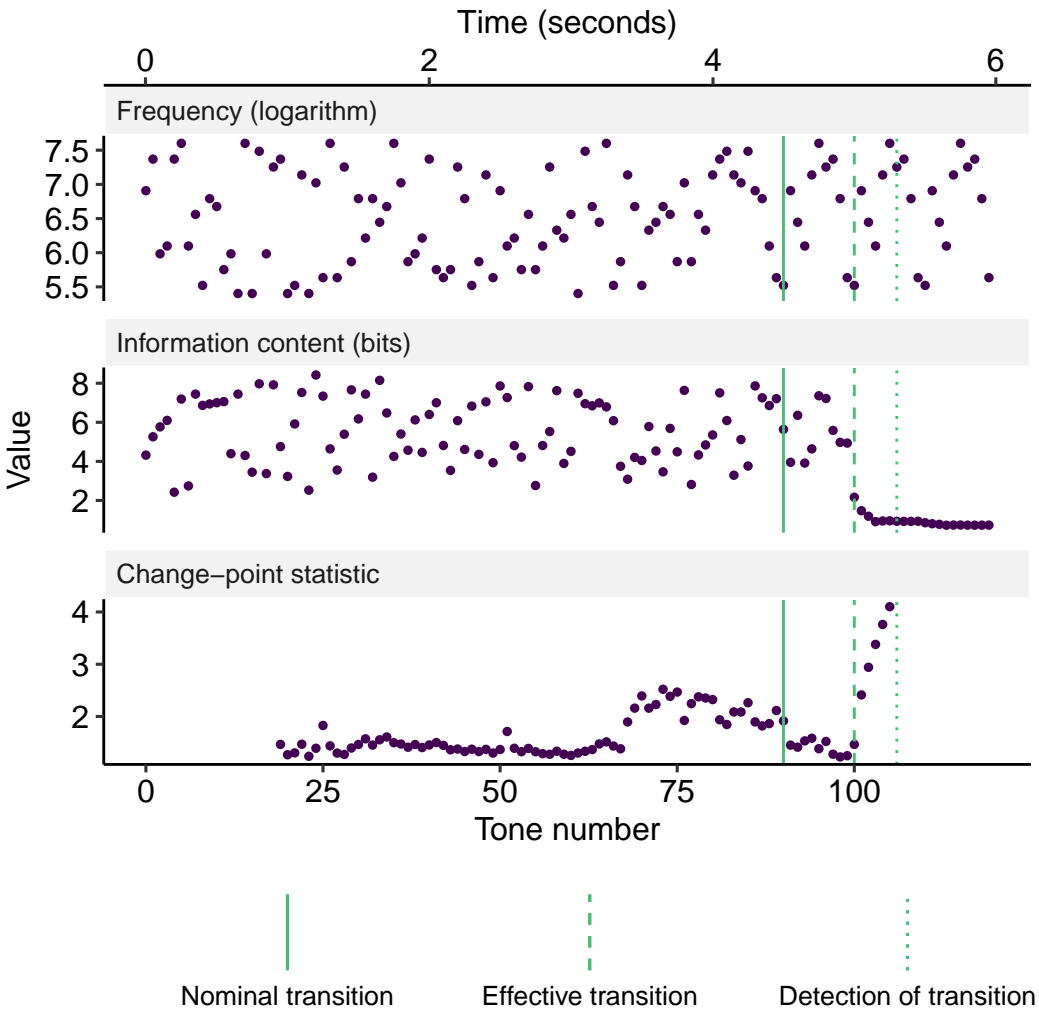 Time (seconds)
0 2 4 6
Frequency (logarithm)
7.5
7.0
6.5
6.0
5.5
Information content (bits)
8
6
4
2
Value
Change−point statistic
4
3
2
0 25 50 75 100
Tone number
Nominal transition Effective transition Detection of transition